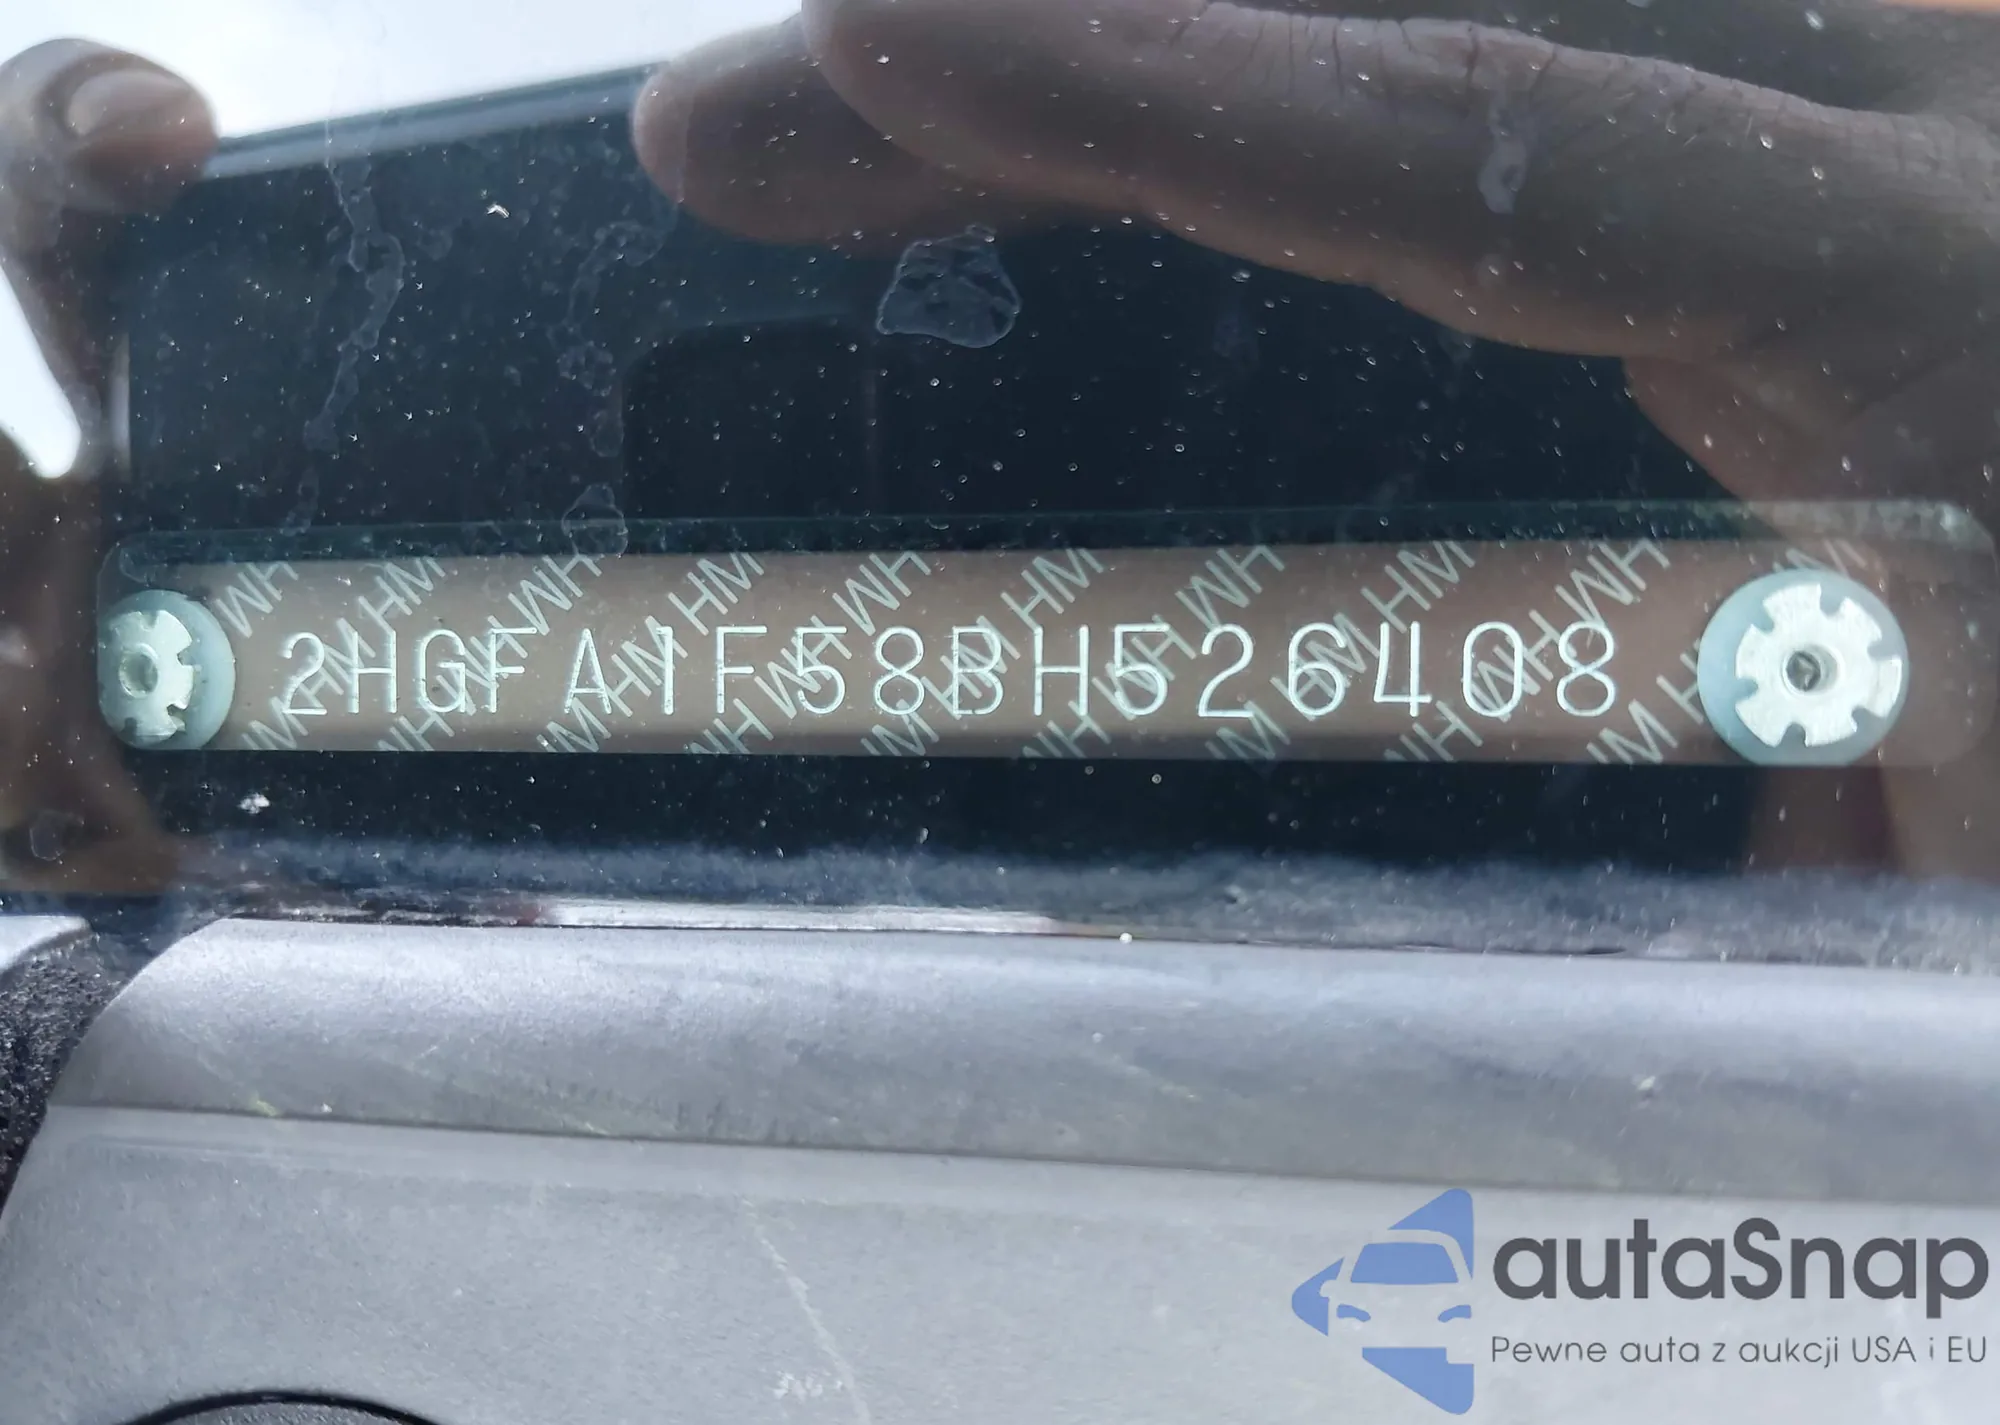 2HGFA1F58BH526408
autaSnap
Pewne auta z aukcji USA i EU